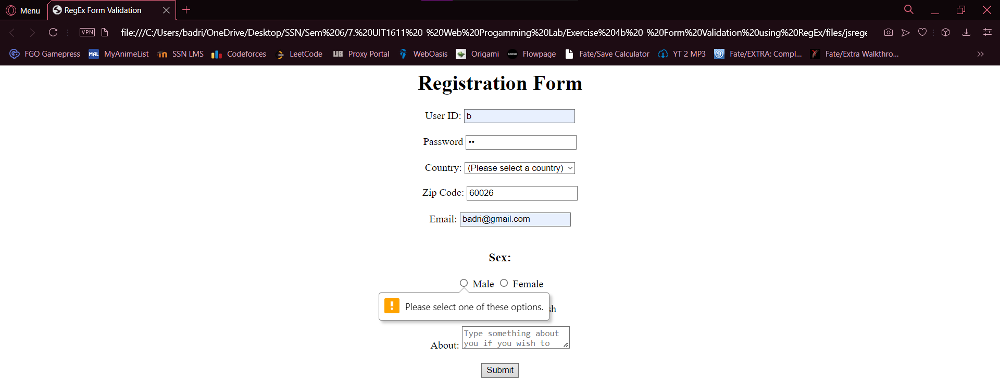 Menu RegEx Form Validation
VPN file:///C:/Users/badri/OneDrive/Desktop/SSN/Sem%206/7.%20UIT1611%20-%20Web%20Progamming%20Lab/Exercise%204b%20-%20Form%20Validation%20using%20RegEx/files/jsrege
FGO Gamepress MAL MyAnimeList SSN LMS Codeforces LeetCode UB Proxy Portal WebOasis Origami Flowpage Fate/Save Calculator YT 2 MP3 Fate/EXTRA: Compl... Fate/Extra Walkthro...
Registration Form
User ID: b
Password ••
Country: (Please select a country)
Zip Code: 60026
Email: badri@gmail.com
Sex:
Male Female
Please select one of these options. sh
About: Type something about
you if you wish to
Submit